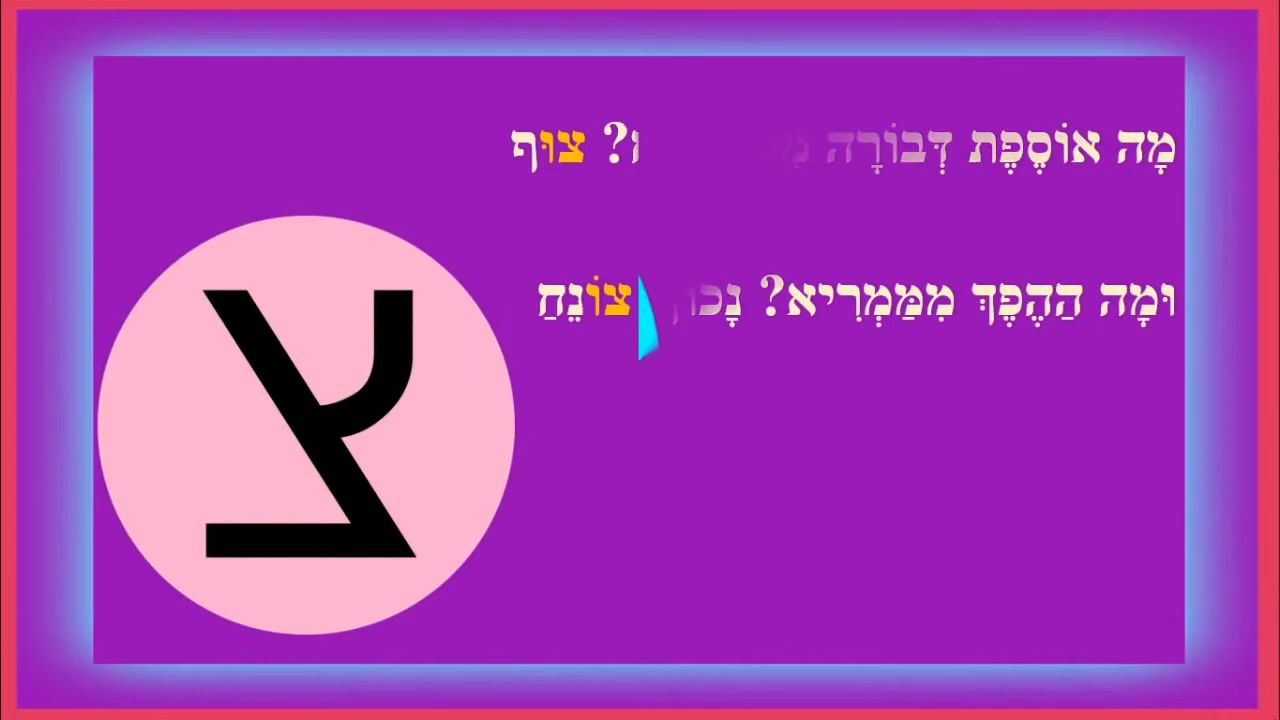 מָה אוֹסֶפֶת דְּבוֹרָה צוּף
וּמָה הַהֶפֶךְ מִמַּמְרִיא? נָכוֹן צוֹנֵחַ
צ